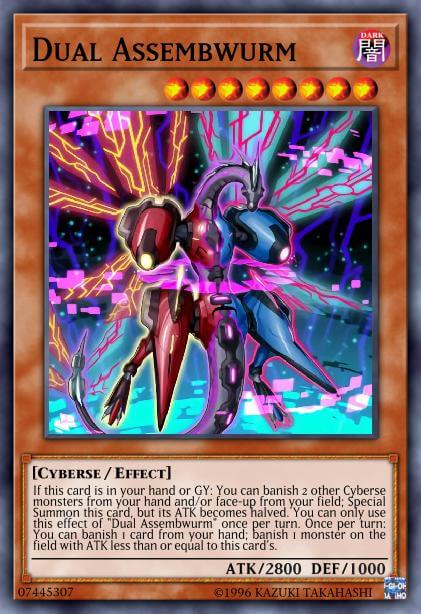 Dual Assembwurm
DARK
闇
[Cyberse / Effect]
If this card is in your hand or GY: You can banish 2 other Cyberse
monsters from your hand and/or face-up from your field; Special
Summon this card, but its ATK becomes halved. You can only use
this effect of "Dual Assembwurm" once per turn. Once per turn:
You can banish 1 card from your hand; banish 1 monster on the
field with ATK less than or equal to this card's.
ATK/2800 DEF/1000
07445307
©1996 KAZUKI TAKAHASHI